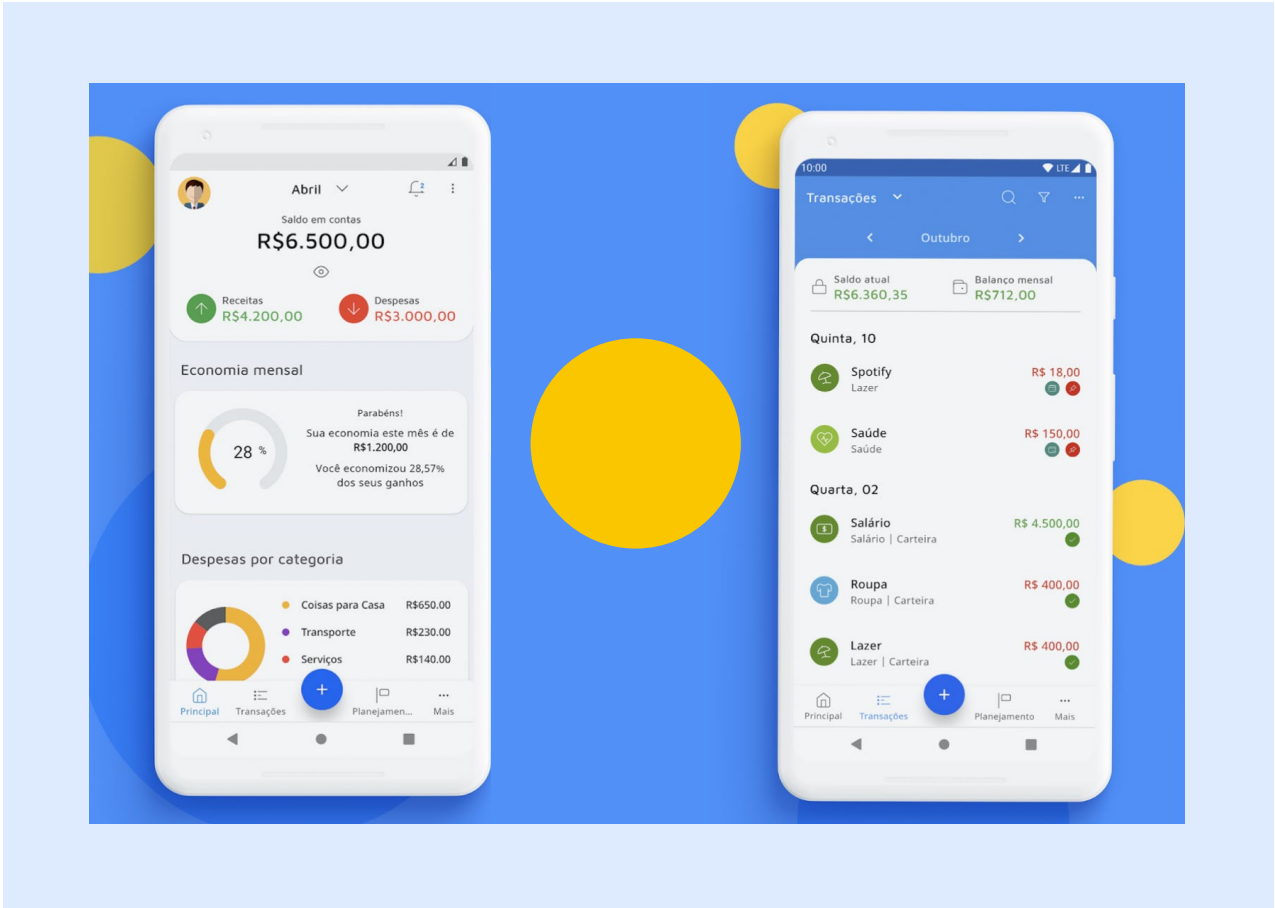 Abril
2
Saldo em contas
R$6.500,00
Receitas
R$4.200,00
Despesas
R$3.000,00
Economia mensal
28 %
Parabéns!
Sua economia este mês é de
R$1.200,00
Você economizou 28,57%
dos seus ganhos
Despesas por categoria
Coisas para Casa R$650.00
Transporte R$230.00
Serviços R$140.00
Principal Transações + Planejamen... Mais
10:00 LTE
Transações
Outubro
Saldo atual
R$6.360,35
Balanço mensal
R$712,00
Quinta, 10
Spotify R$ 18,00
Lazer
Saúde R$ 150,00
Saúde
Quarta, 02
Salário R$ 4.500,00
Salário | Carteira
Roupa R$ 400,00
Roupa | Carteira
Lazer R$ 400,00
Lazer | Carteira
Principal Transações + Planejamento Mais